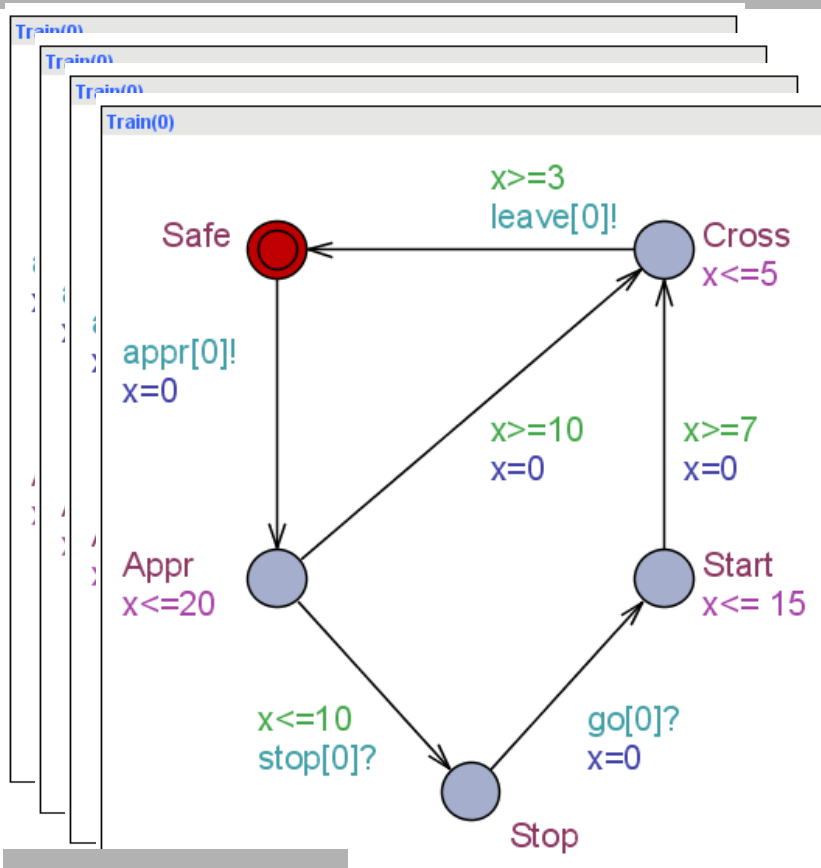 Train(0)
Train(0)
Train(0)
Train(0)
x>=3
leave[0]!
Safe
Cross
x<=5
appr[0]!
x=0
x>=10
x=0
x>=7
x=0
Appr
x<=20
Start
x<= 15
x<=10
stop[0]?
go[0]?
x=0
Stop